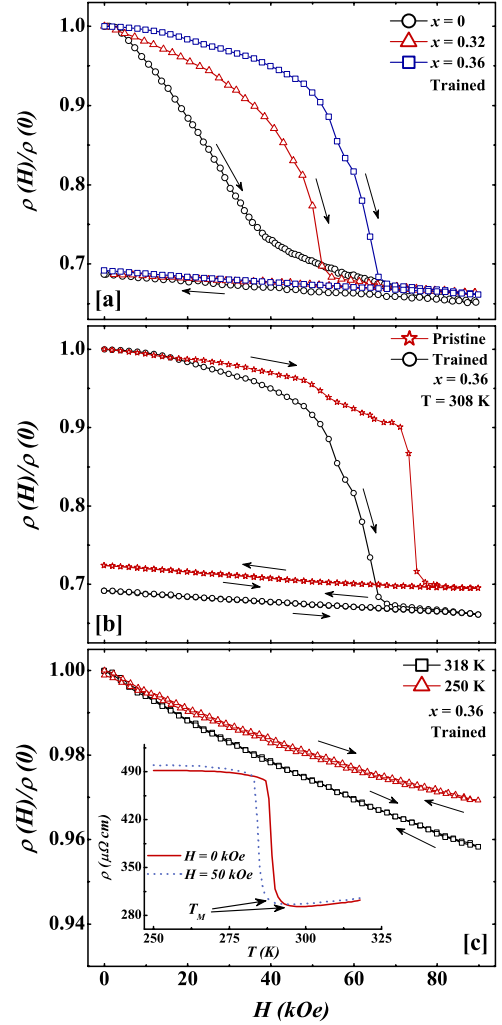 1.0
0.9
0.8
0.7
ρ (H)/ρ (0)
x = 0
x = 0.32
x = 0.36
Trained
[a]
1.0
0.9
0.8
0.7
ρ (H)/ρ (0)
Pristine
Trained
x = 0.36
T = 308 K
[b]
1.00
0.98
0.96
0.94
ρ (H)/ρ (0)
318 K
250 K
x = 0.36
Trained
490
420
350
280
ρ (μΩ cm)
H = 0 kOe
H = 50 kOe
T_M
250 275 300 325
T (K)
[c]
0 20 40 60 80
H (kOe)